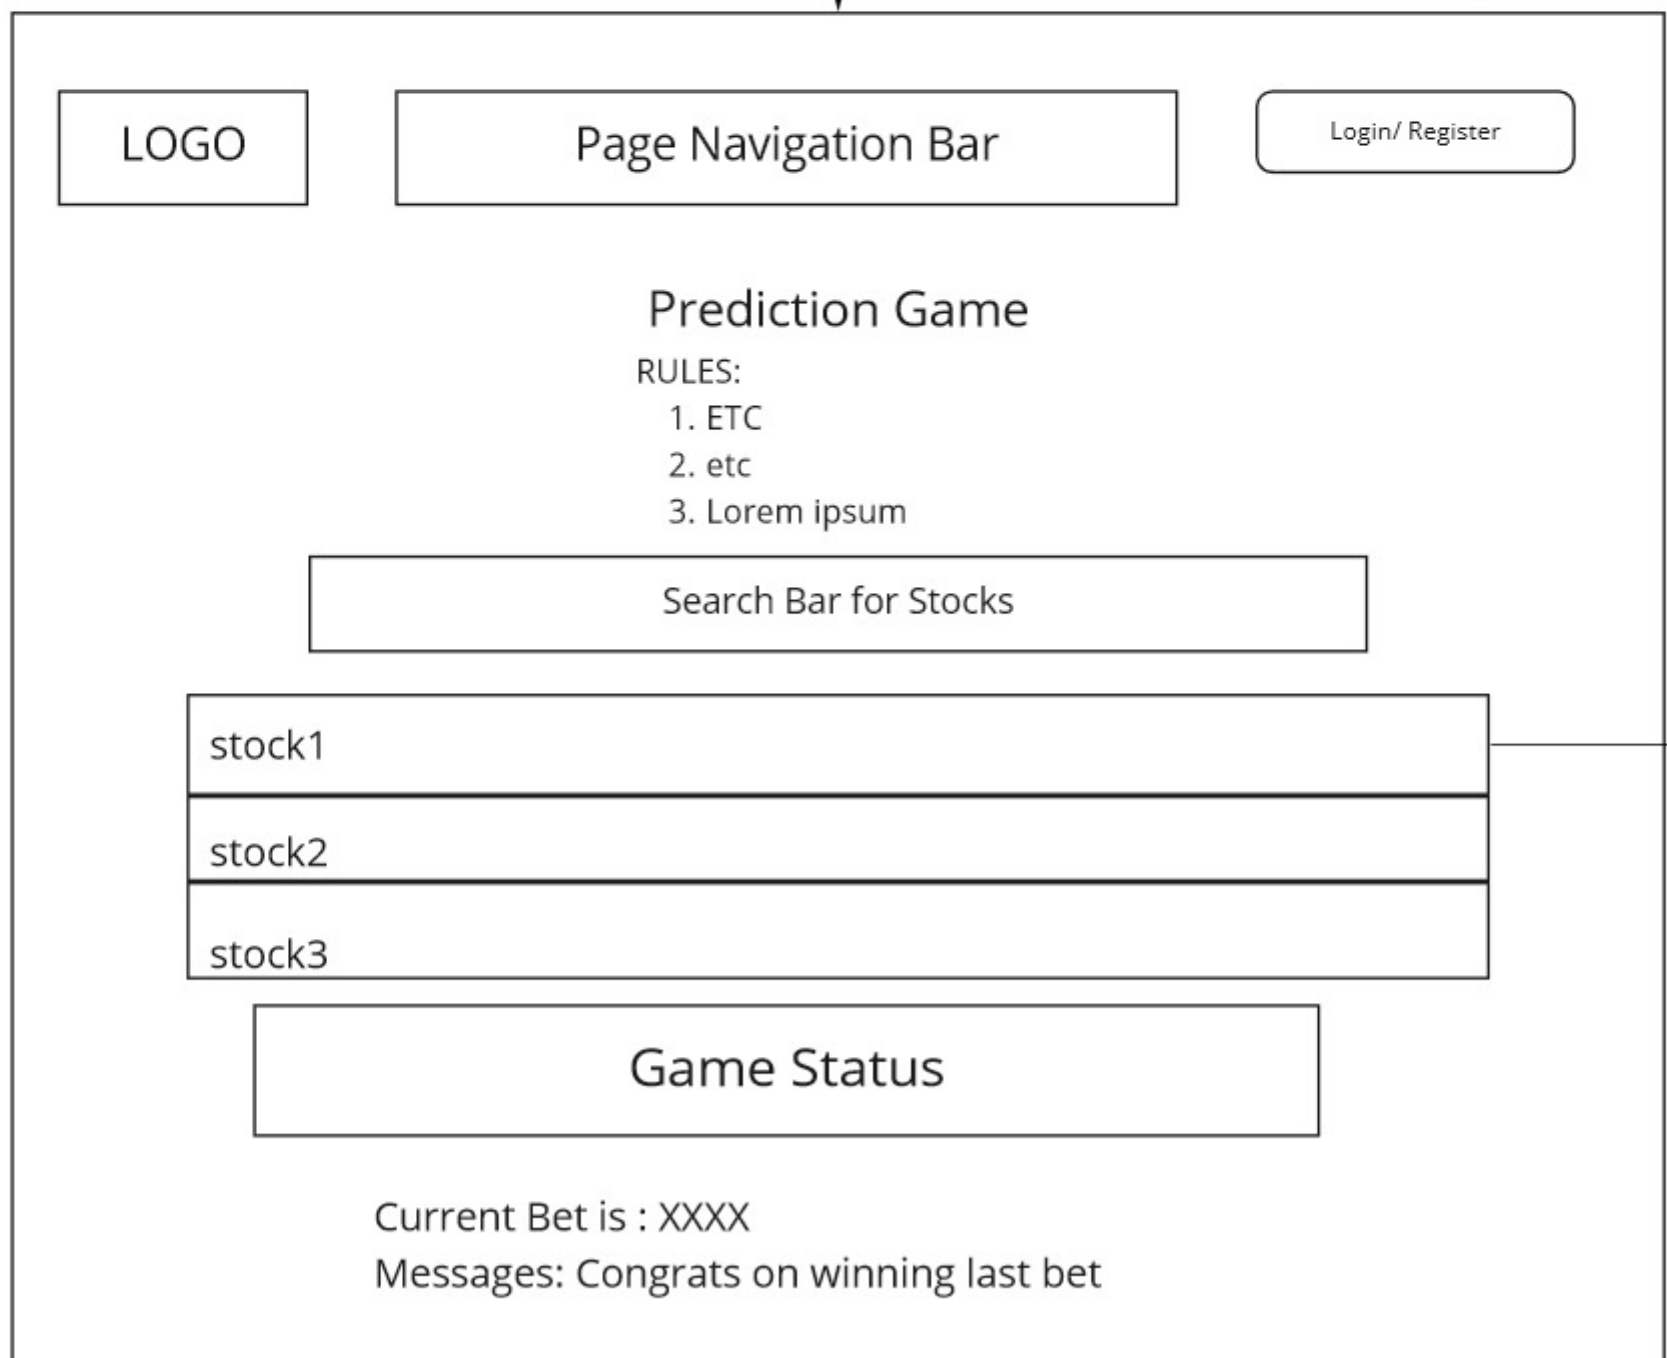 LOGO
Page Navigation Bar
Login/ Register
Prediction Game
RULES:
1. ETC
2. etc
3. Lorem ipsum
Search Bar for Stocks
stock1
stock2
stock3
Game Status
Current Bet is : XXXX
Messages: Congrats on winning last bet